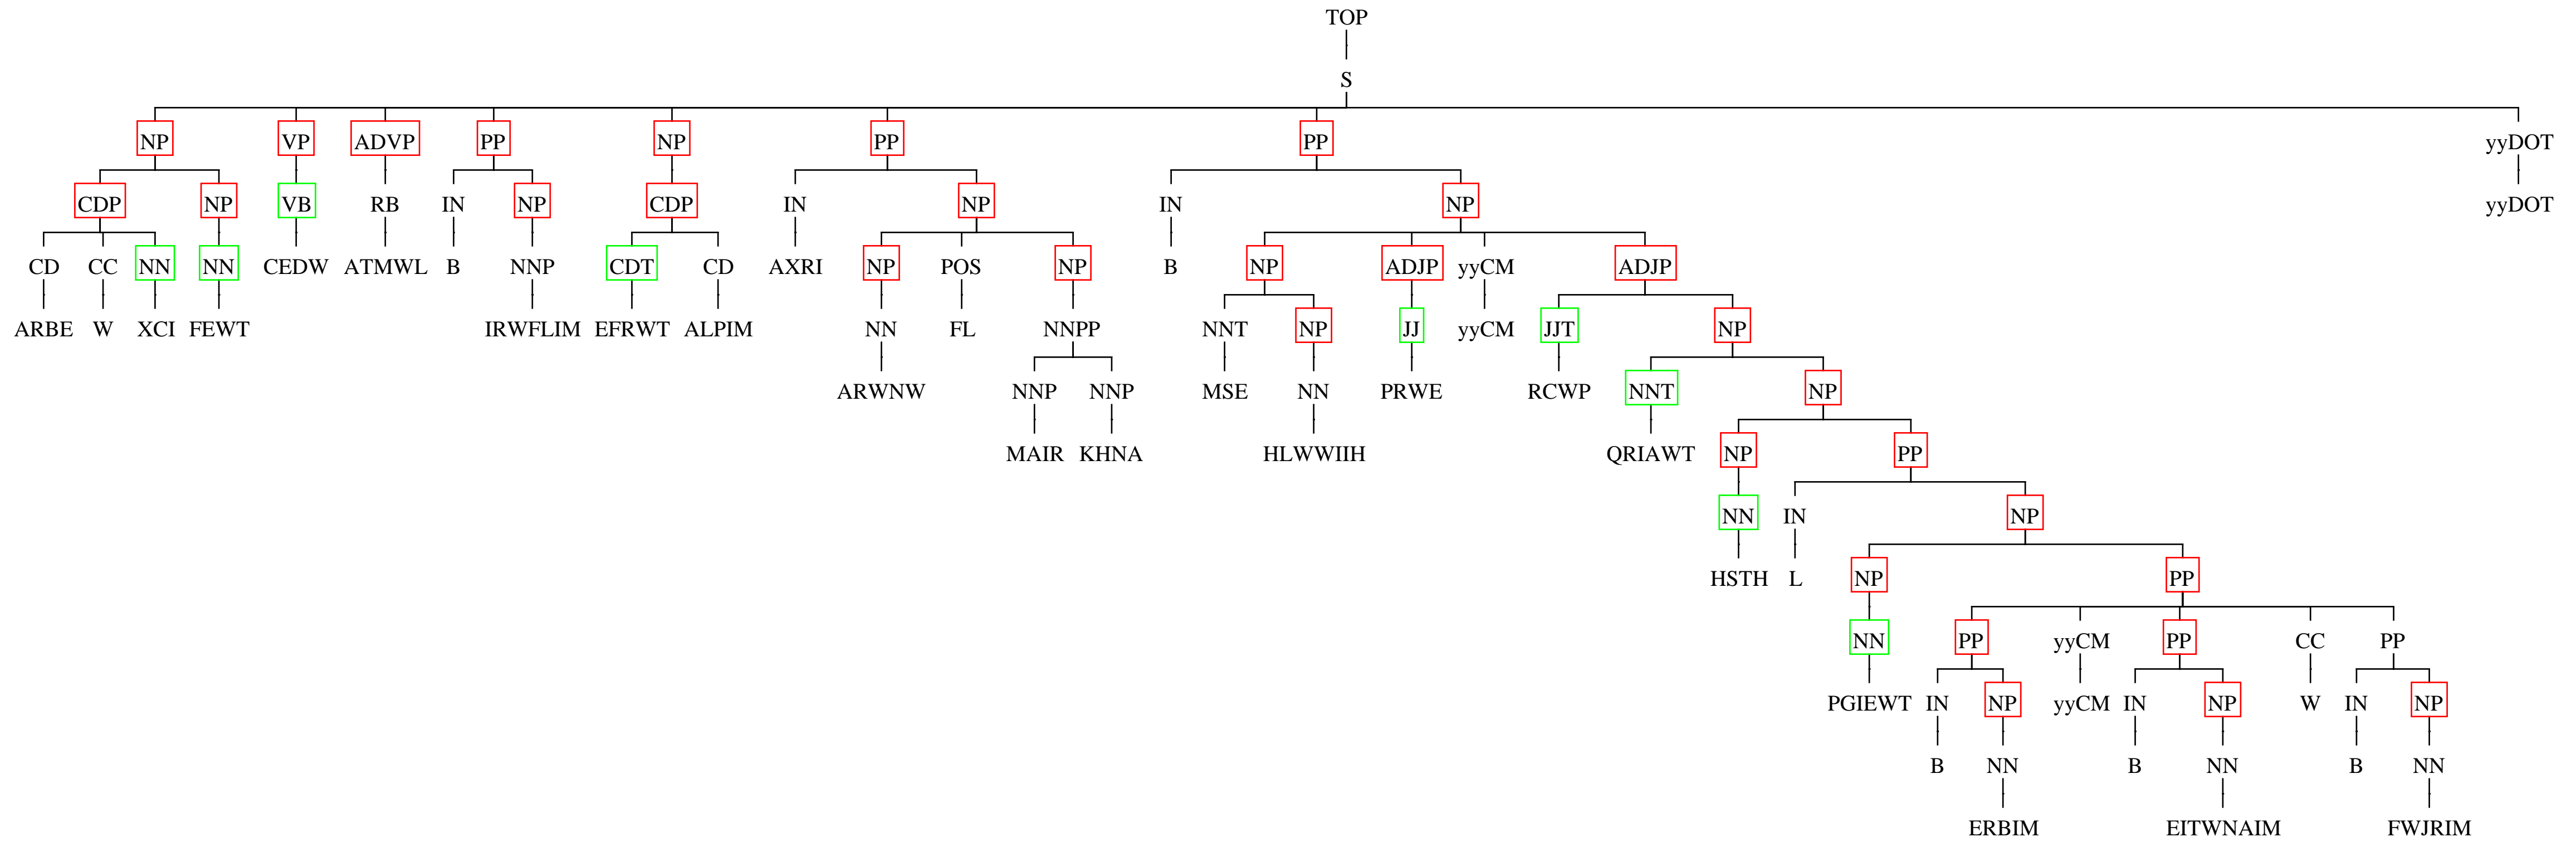 TOP
S
NP VP ADVP PP NP PP PP yyDOT
CDP NP VB RB IN NP CDP IN NP IN NP yyDOT
CD CC NN NN CEDW ATMWL B NNP CDT CD AXRI NP POS NP B NP ADJP yyCM ADJP
ARBE W XCI FEWT IRWFLIM EFRWT ALPIM NN FL NNPP NNT NP JJ yyCM JJT NP
ARWNW NNP NNP MSE NN PRWE RCWP NNT NP
MAIR KHNA HLWWIIH QRIAWT NP PP
NN IN NP
HSTH L NP PP
NN PP yyCM PP CC PP
PGIEWT IN NP yyCM IN NP W IN NP
B NN B NN B NN
ERBIM EITWNAIM FWJRIM